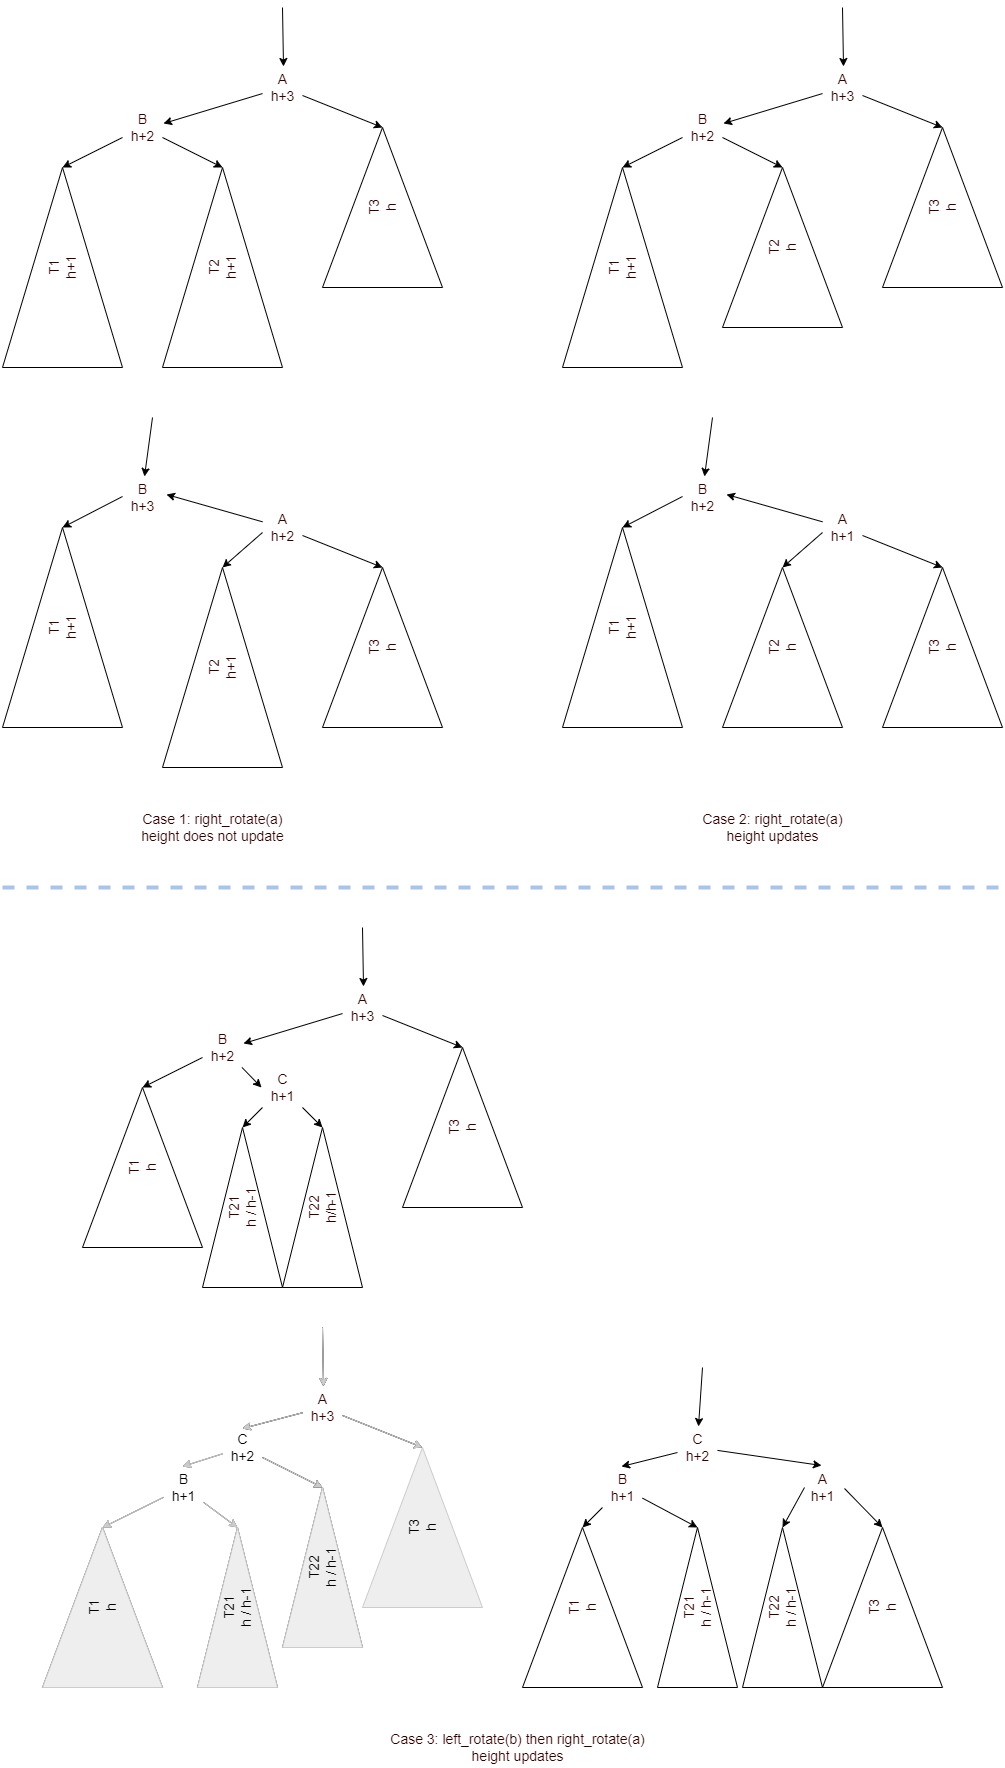 A
h+3
B
h+2
T1
h+1
T2
h+1
T3
h
A
h+3
B
h+2
T1
h+1
T2
h
T3
h
B
h+3
A
h+2
T1
h+1
T2
h+1
T3
h
B
h+2
A
h+1
T1
h+1
T2
h
T3
h
Case 1: right_rotate(a)
height does not update
Case 2: right_rotate(a)
height updates
A
h+3
B
h+2
C
h+1
T1
h
T21
h / h-1
T22
h/h-1
T3
h
A
h+3
C
h+2
B
h+1
T1
h
T21
h / h-1
T22
h / h-1
T3
h
C
h+2
B
h+1
A
h+1
T1
h
T21
h / h-1
T22
h / h-1
T3
h
Case 3: left_rotate(b) then right_rotate(a)
height updates